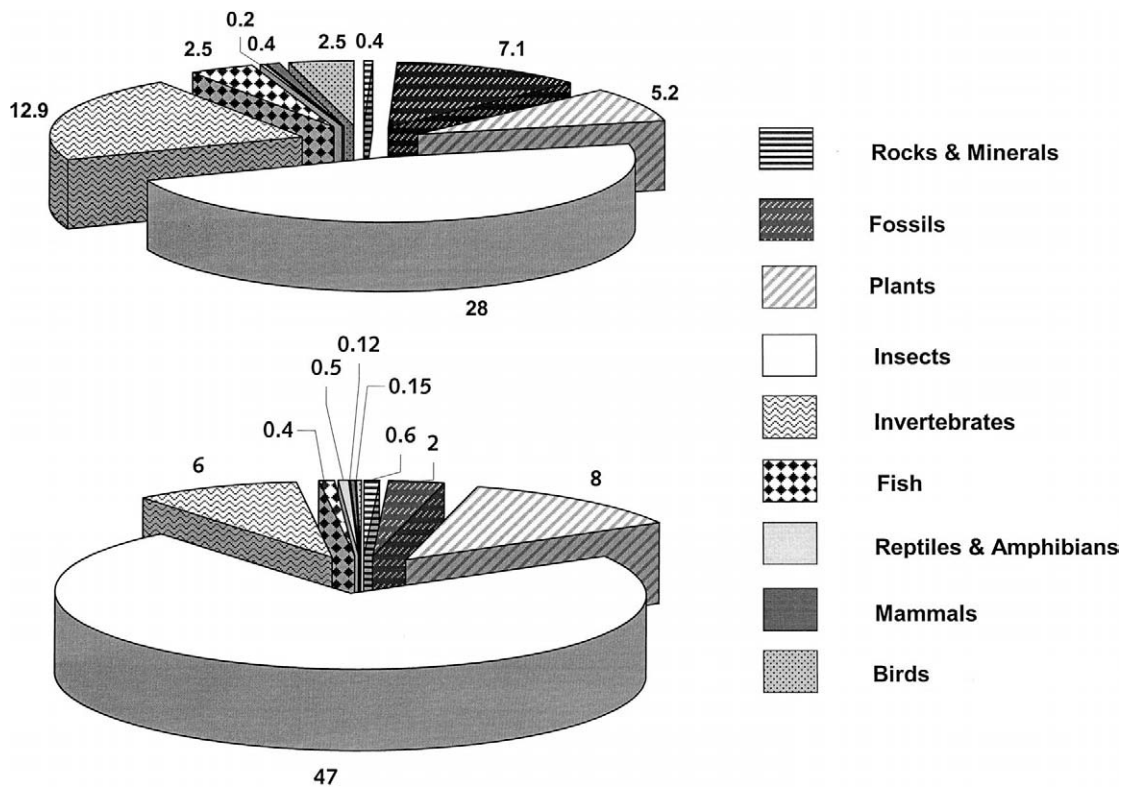 0.2
2.5
0.4
2.5
0.4
7.1
5.2
12.9
28
Rocks & Minerals
Fossils
Plants
Insects
Invertebrates
Fish
Reptiles & Amphibians
Mammals
Birds
0.12
0.5
0.15
0.4
0.6
2
6
8
47